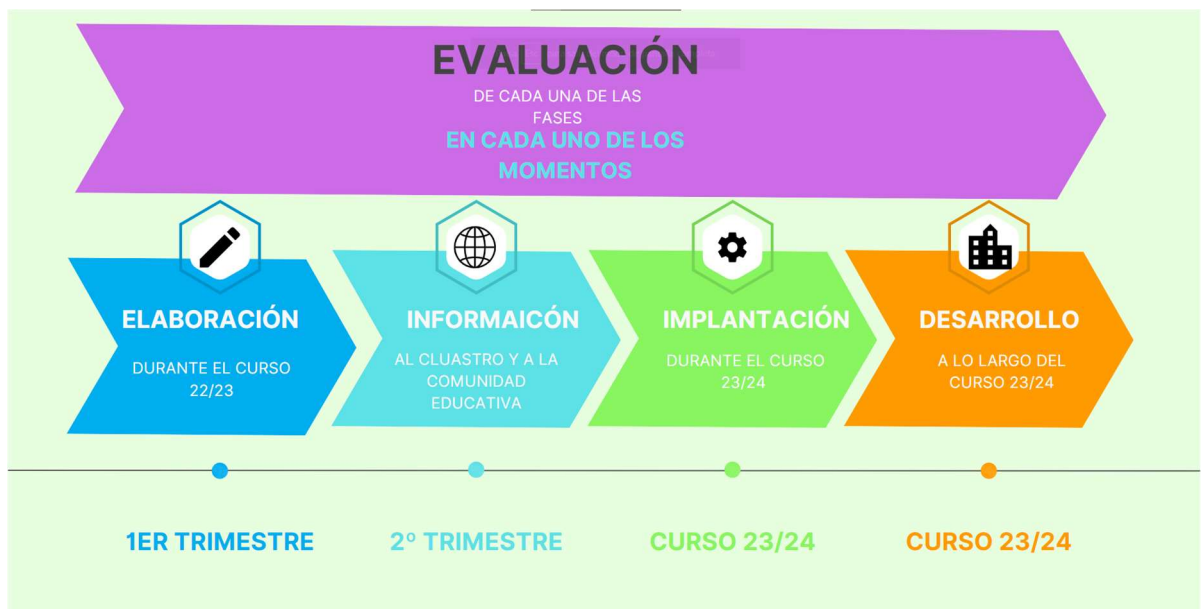 EVALUACIÓN
DE CADA UNA DE LAS
FASES
EN CADA UNO DE LOS
MOMENTOS
ELABORACIÓN
DURANTE EL CURSO
22/23
INFORMAICÓN
AL CLUASTRO Y A LA
COMUNIDAD
EDUCATIVA
IMPLANTACIÓN
DURANTE EL CURSO
23/24
DESARROLLO
A LO LARGO DEL
CURSO 23/24
1ER TRIMESTRE
2º TRIMESTRE
CURSO 23/24
CURSO 23/24